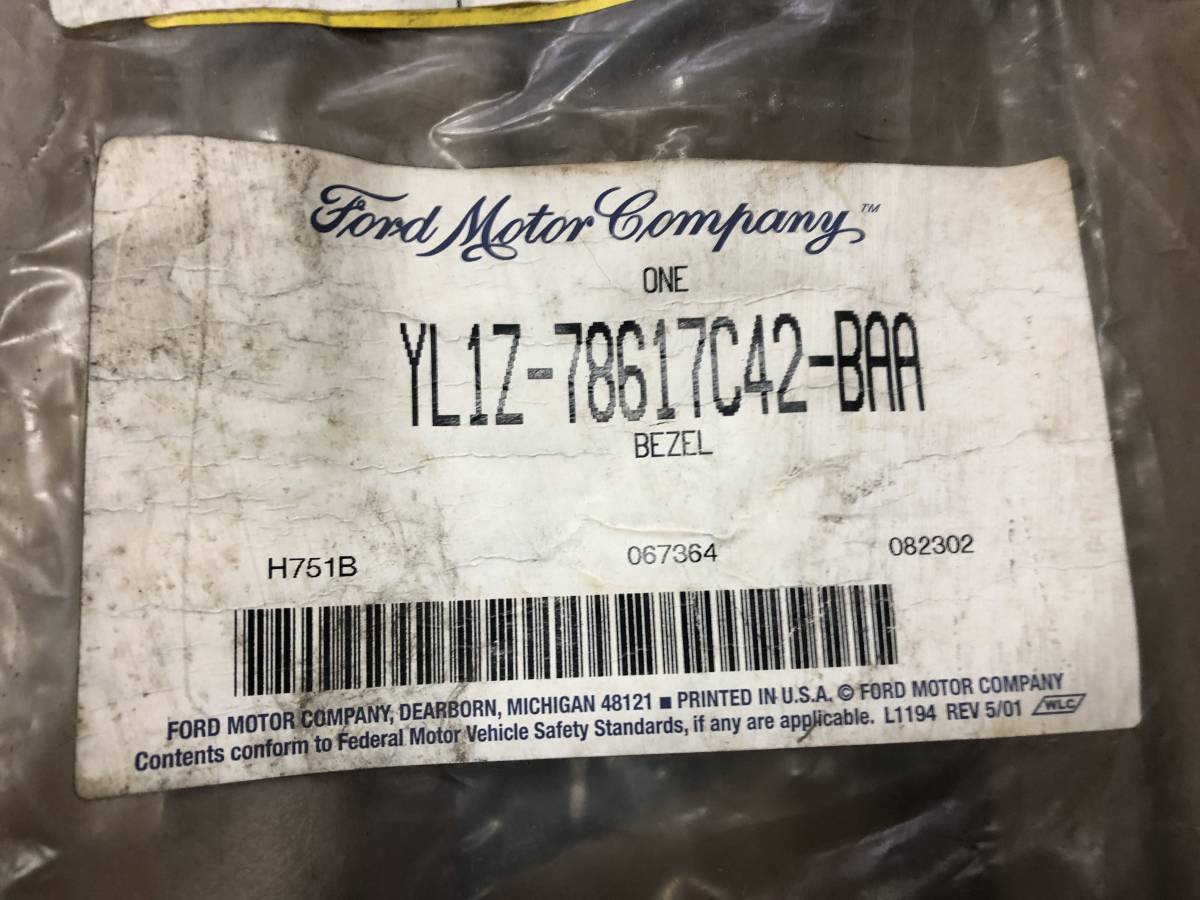 Ford Motor Company™
ONE
YL1Z-78617C42-BAA
BEZEL
H751B 067364 082302
FORD MOTOR COMPANY, DEARBORN, MICHIGAN 48121 ■ PRINTED IN U.S.A. © FORD MOTOR COMPANY
Contents conform to Federal Motor Vehicle Safety Standards, if any are applicable. L1194 REV 5/01 WLC